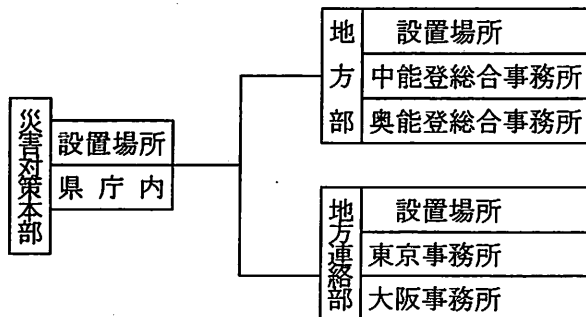 災害対策本部
設置場所
県庁内
地方部
設置場所
中能登総合事務所
奥能登総合事務所
地方連絡部
設置場所
東京事務所
大阪事務所